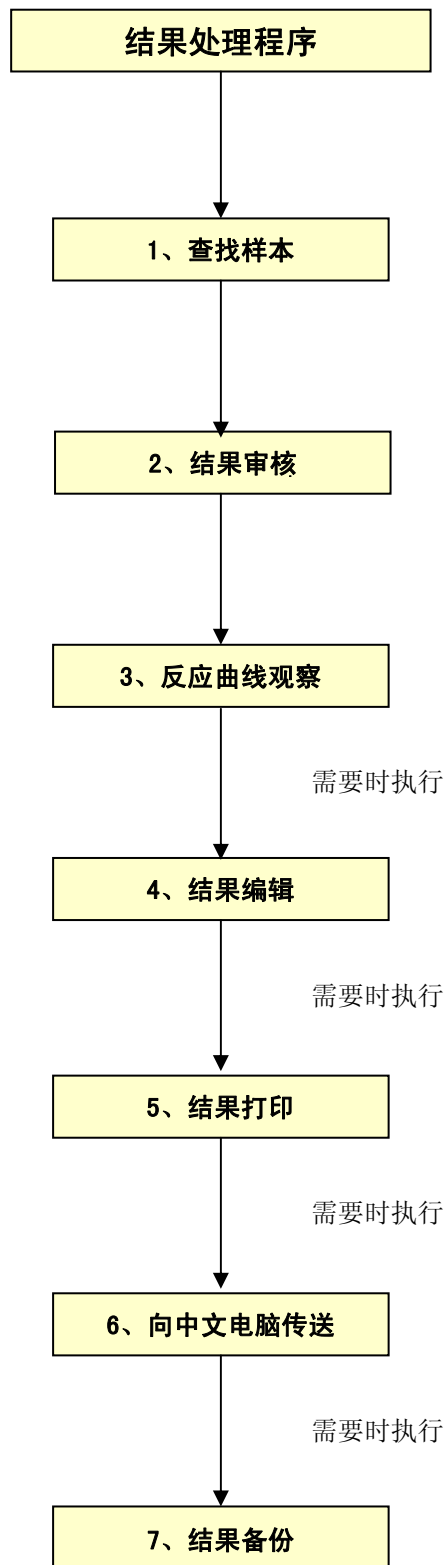 结果处理程序
1、查找样本
2、结果审核
3、反应曲线观察
需要时执行
4、结果编辑
需要时执行
5、结果打印
需要时执行
6、向中文电脑传送
需要时执行
7、结果备份